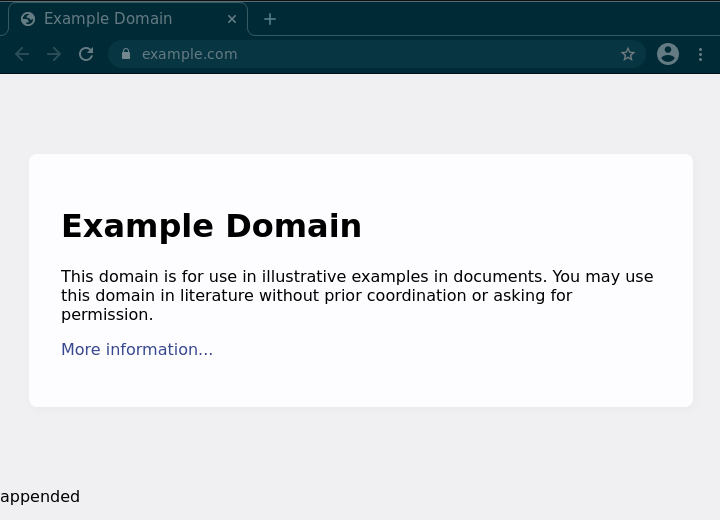 Example Domain
example.com
Example Domain
This domain is for use in illustrative examples in documents. You may use
this domain in literature without prior coordination or asking for
permission.
More information...
appended